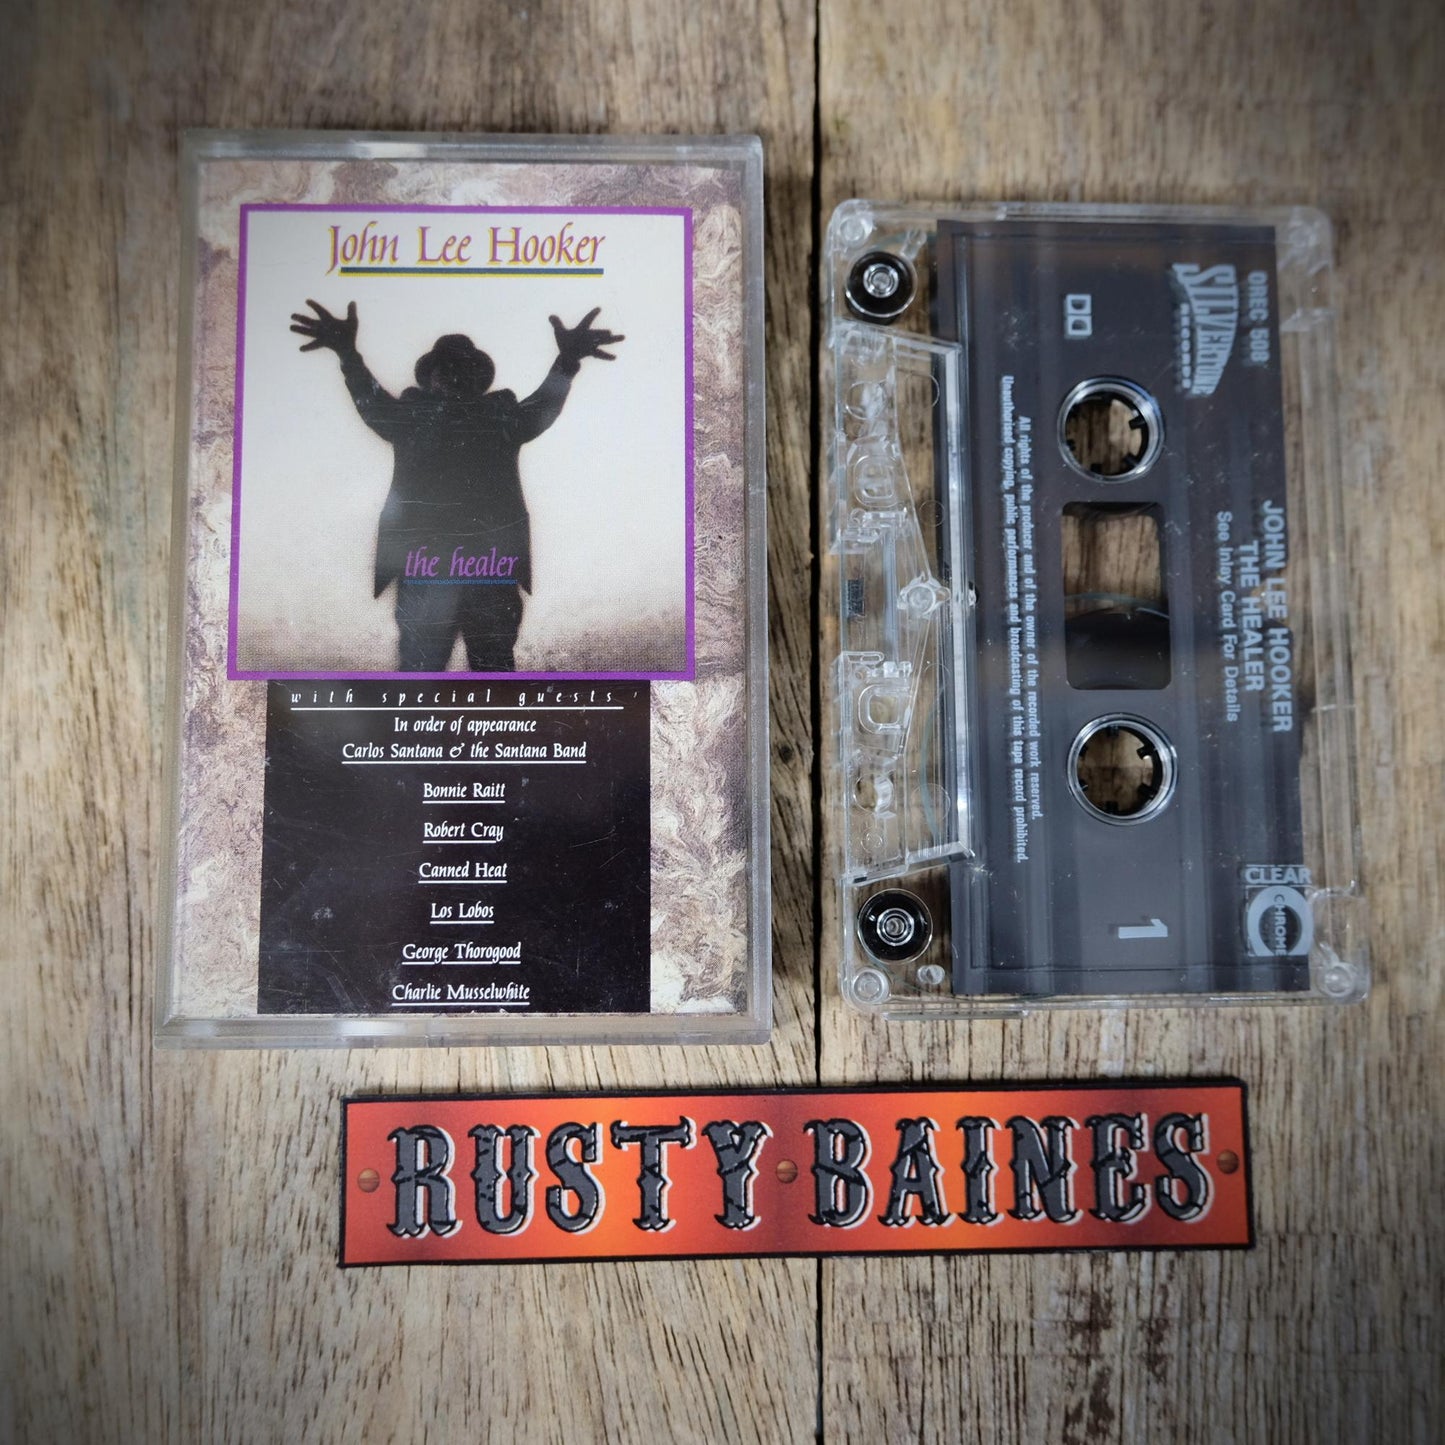 John Lee Hooker
the healer
with special guests
In order of appearance
Carlos Santana & the Santana Band
Bonnie Raitt
Robert Cray
Canned Heat
Los Lobos
George Thorogood
Charlie Musselwhite
SILVERTONE
RECORDS
OREC 508
JOHN LEE HOOKER
THE HEALER
See Inlay Card For Details
All rights of the producer and of the owner of the recorded work reserved.
Unauthorised copying, public performances and broadcasting of this tape record prohibited.
1
CLEAR
CHROME
RUSTY BAINES